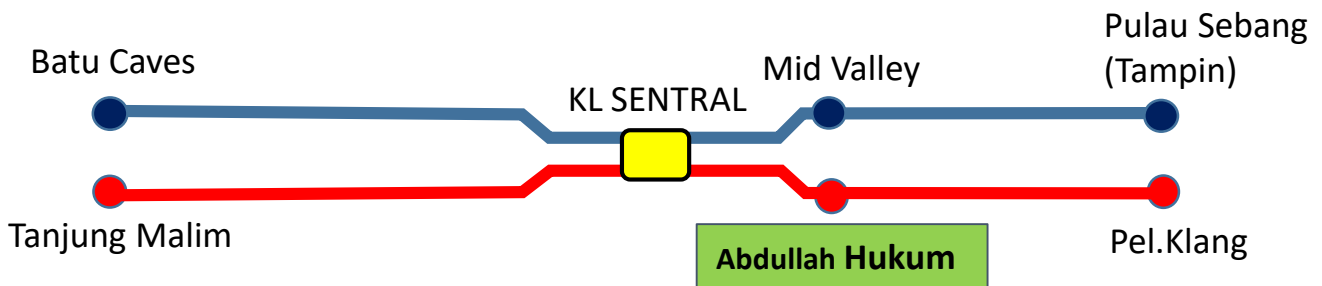 Batu Caves
KL SENTRAL
Mid Valley
Pulau Sebang
(Tampin)
Tanjung Malim
Abdullah Hukum
Pel.Klang